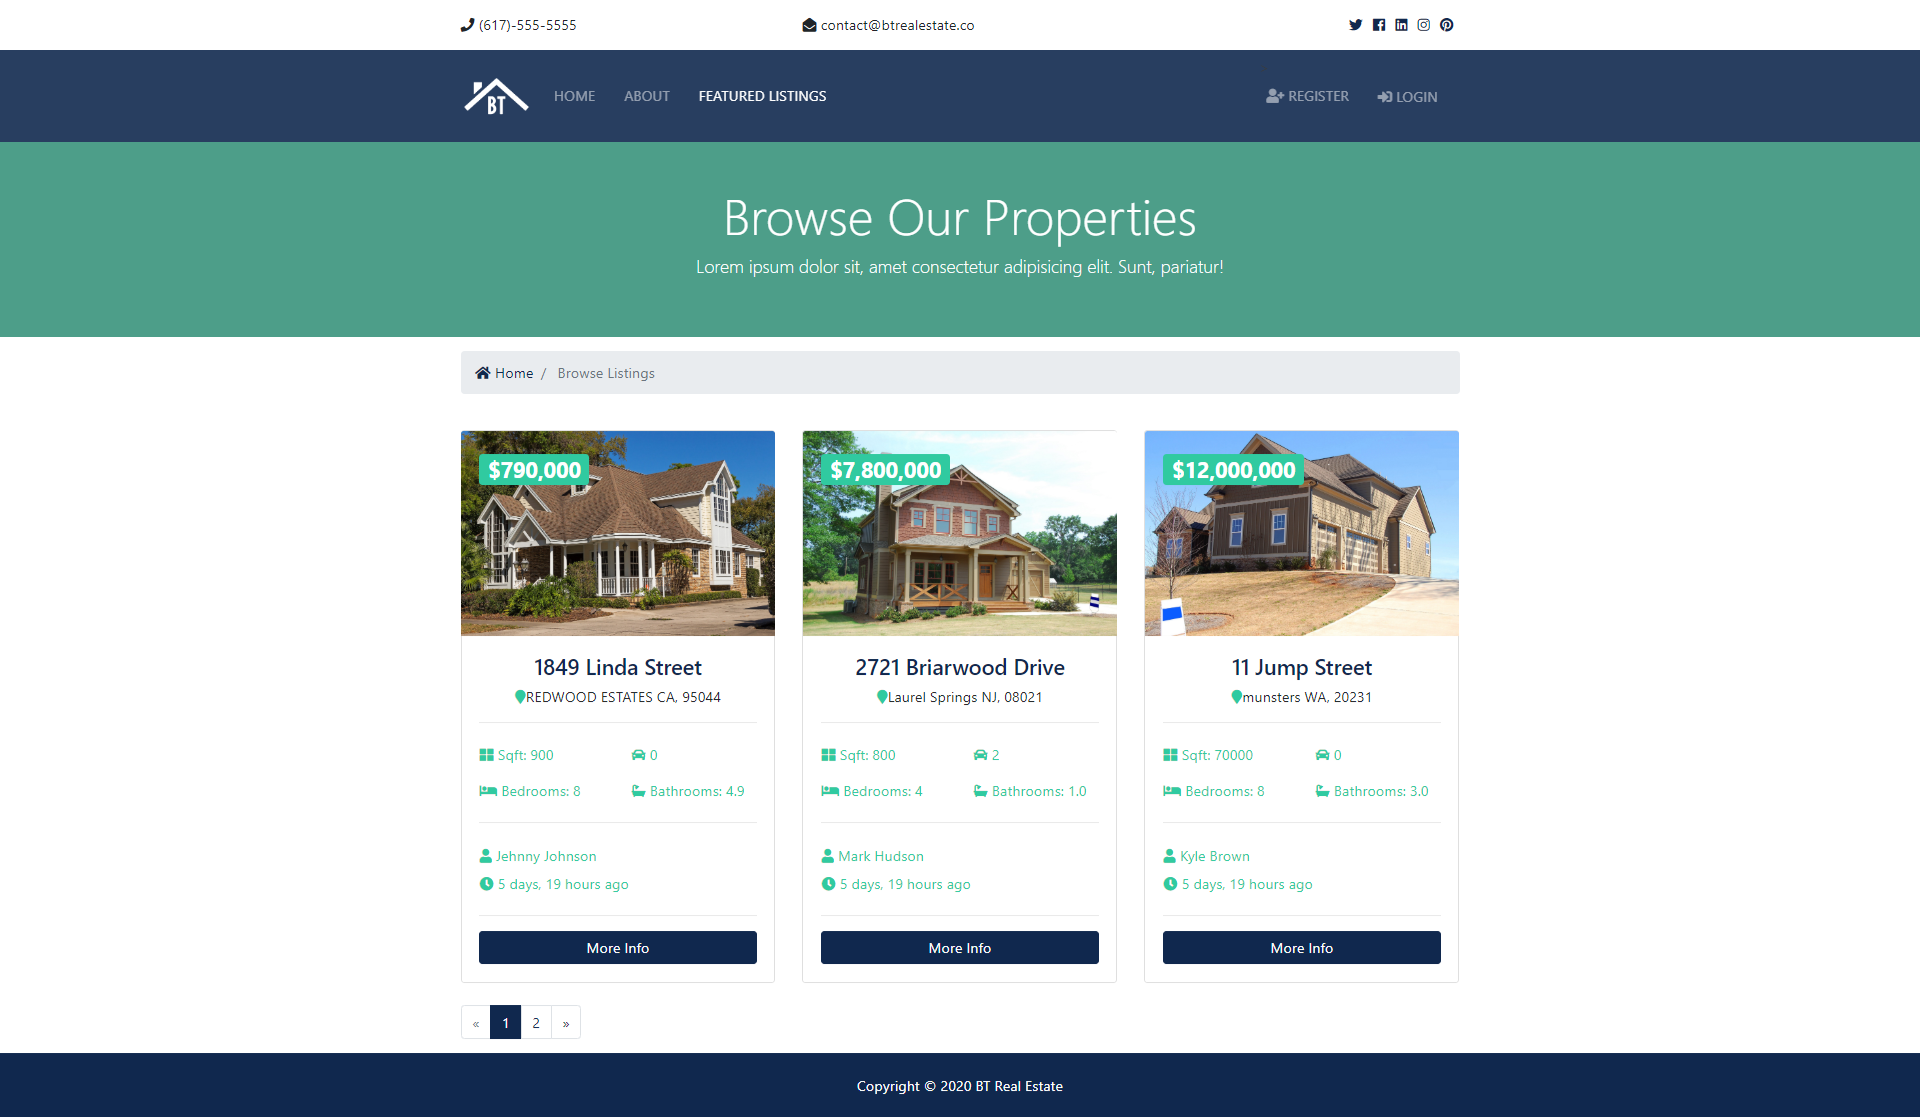 (617)-555-5555
contact@btrealestate.co
BT
HOME
ABOUT
FEATURED LISTINGS
REGISTER
LOGIN
Browse Our Properties
Lorem ipsum dolor sit, amet consectetur adipisicing elit. Sunt, pariatur!
Home / Browse Listings
$790,000
1849 Linda Street
REDWOOD ESTATES CA, 95044
Sqft: 900
0
Bedrooms: 8
Bathrooms: 4.9
Jehnny Johnson
5 days, 19 hours ago
More Info
$7,800,000
2721 Briarwood Drive
Laurel Springs NJ, 08021
Sqft: 800
2
Bedrooms: 4
Bathrooms: 1.0
Mark Hudson
5 days, 19 hours ago
More Info
$12,000,000
11 Jump Street
munsters WA, 20231
Sqft: 70000
0
Bedrooms: 8
Bathrooms: 3.0
Kyle Brown
5 days, 19 hours ago
More Info
« 1 2 »
Copyright © 2020 BT Real Estate